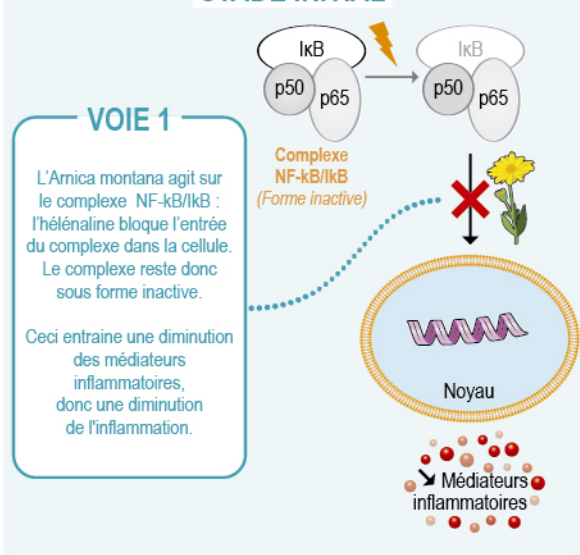 IκB
p50
p65
IκB
p50
p65
Complexe
NF-kB/IkB
(Forme inactive)
VOIE 1
L’Arnica montana agit sur
le complexe NF-kB/IkB :
l’hélénaline bloque l’entrée
du complexe dans la cellule.
Le complexe reste donc
sous forme inactive.
Ceci entraine une diminution
des médiateurs
inflammatoires,
donc une diminution
de l'inflammation.
Noyau
↘ Médiateurs
inflammatoires